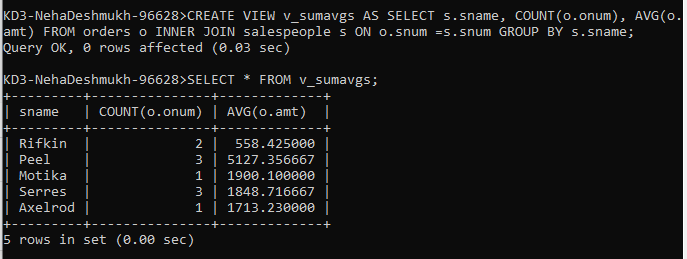 KD3-NehaDeshmukh-96628>CREATE VIEW v_sumavgs AS SELECT s.sname, COUNT(o.onum), AVG(o.
amt) FROM orders o INNER JOIN salespeople s ON o.snum =s.snum GROUP BY s.sname;
Query OK, 0 rows affected (0.03 sec)
KD3-NehaDeshmukh-96628>SELECT * FROM v_sumavgs;
+---------+---------------+-------------+
| sname   | COUNT(o.onum) | AVG(o.amt)  |
+---------+---------------+-------------+
| Rifkin  |             2 |  558.425000 |
| Peel    |             3 | 5127.356667 |
| Motika  |             1 | 1900.100000 |
| Serres  |             3 | 1848.716667 |
| Axelrod |             1 | 1713.230000 |
+---------+---------------+-------------+
5 rows in set (0.00 sec)